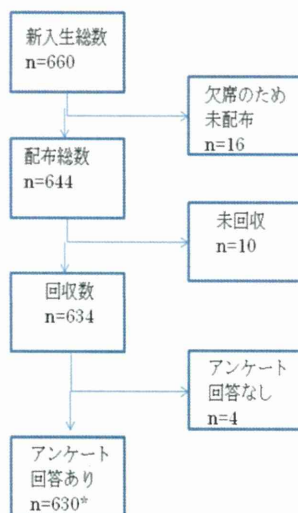 新入生総数
n=660
欠席のため
未配布
n=16
配布総数
n=644
未回収
n=10
回収数
n=634
アンケート
回答なし
n=4
アンケート
回答あり
n=630*